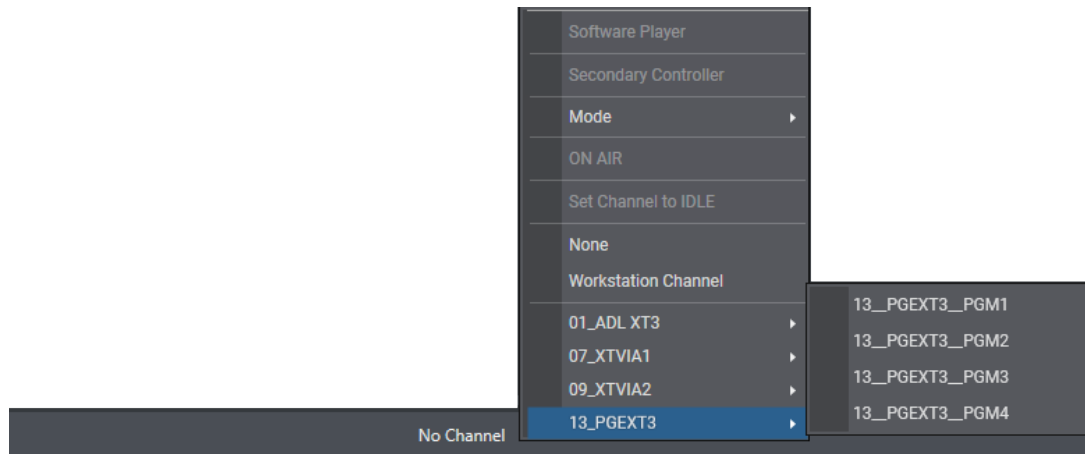 Software Player
Secondary Controller
Mode
ON AIR
Set Channel to IDLE
None
Workstation Channel
01_ADL XT3
07_XTVIA1
09_XTVIA2
13_PGEXT3
13__PGEXT3__PGM1
13__PGEXT3__PGM2
13__PGEXT3__PGM3
13__PGEXT3__PGM4
No Channel